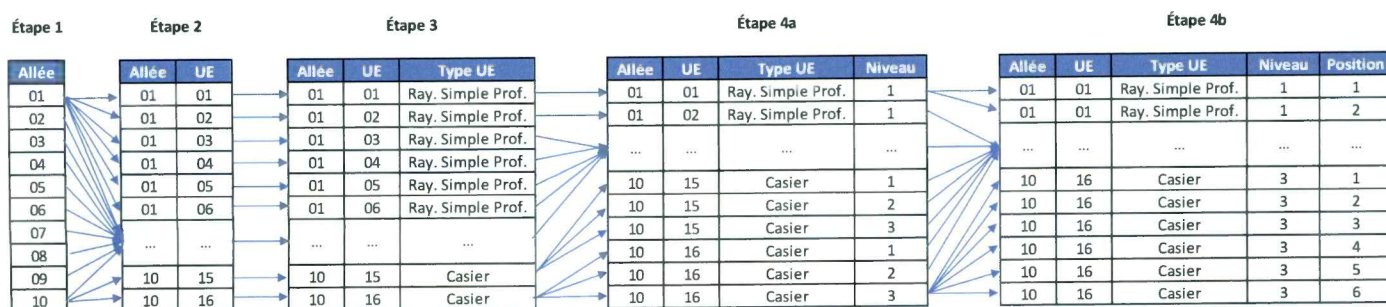 Étape 1
Étape 2
Étape 3
Étape 4a
Étape 4b
Allée
01
02
03
04
05
06
07
08
09
10
Allée UE
01 01
01 02
01 03
01 04
01 05
01 06
... ...
10 15
10 16
Allée UE Type UE
01 01 Ray. Simple Prof.
01 02 Ray. Simple Prof.
01 03 Ray. Simple Prof.
01 04 Ray. Simple Prof.
01 05 Ray. Simple Prof.
01 06 Ray. Simple Prof.
... ... ...
10 15 Casier
10 16 Casier
Allée UE Type UE Niveau
01 01 Ray. Simple Prof. 1
01 02 Ray. Simple Prof. 1
... ... ... ...
10 15 Casier 1
10 15 Casier 2
10 15 Casier 3
10 16 Casier 1
10 16 Casier 2
10 16 Casier 3
Allée UE Type UE Niveau Position
01 01 Ray. Simple Prof. 1 1
01 01 Ray. Simple Prof. 1 2
... ... ... ... ...
10 16 Casier 3 1
10 16 Casier 3 2
10 16 Casier 3 3
10 16 Casier 3 4
10 16 Casier 3 5
10 16 Casier 3 6